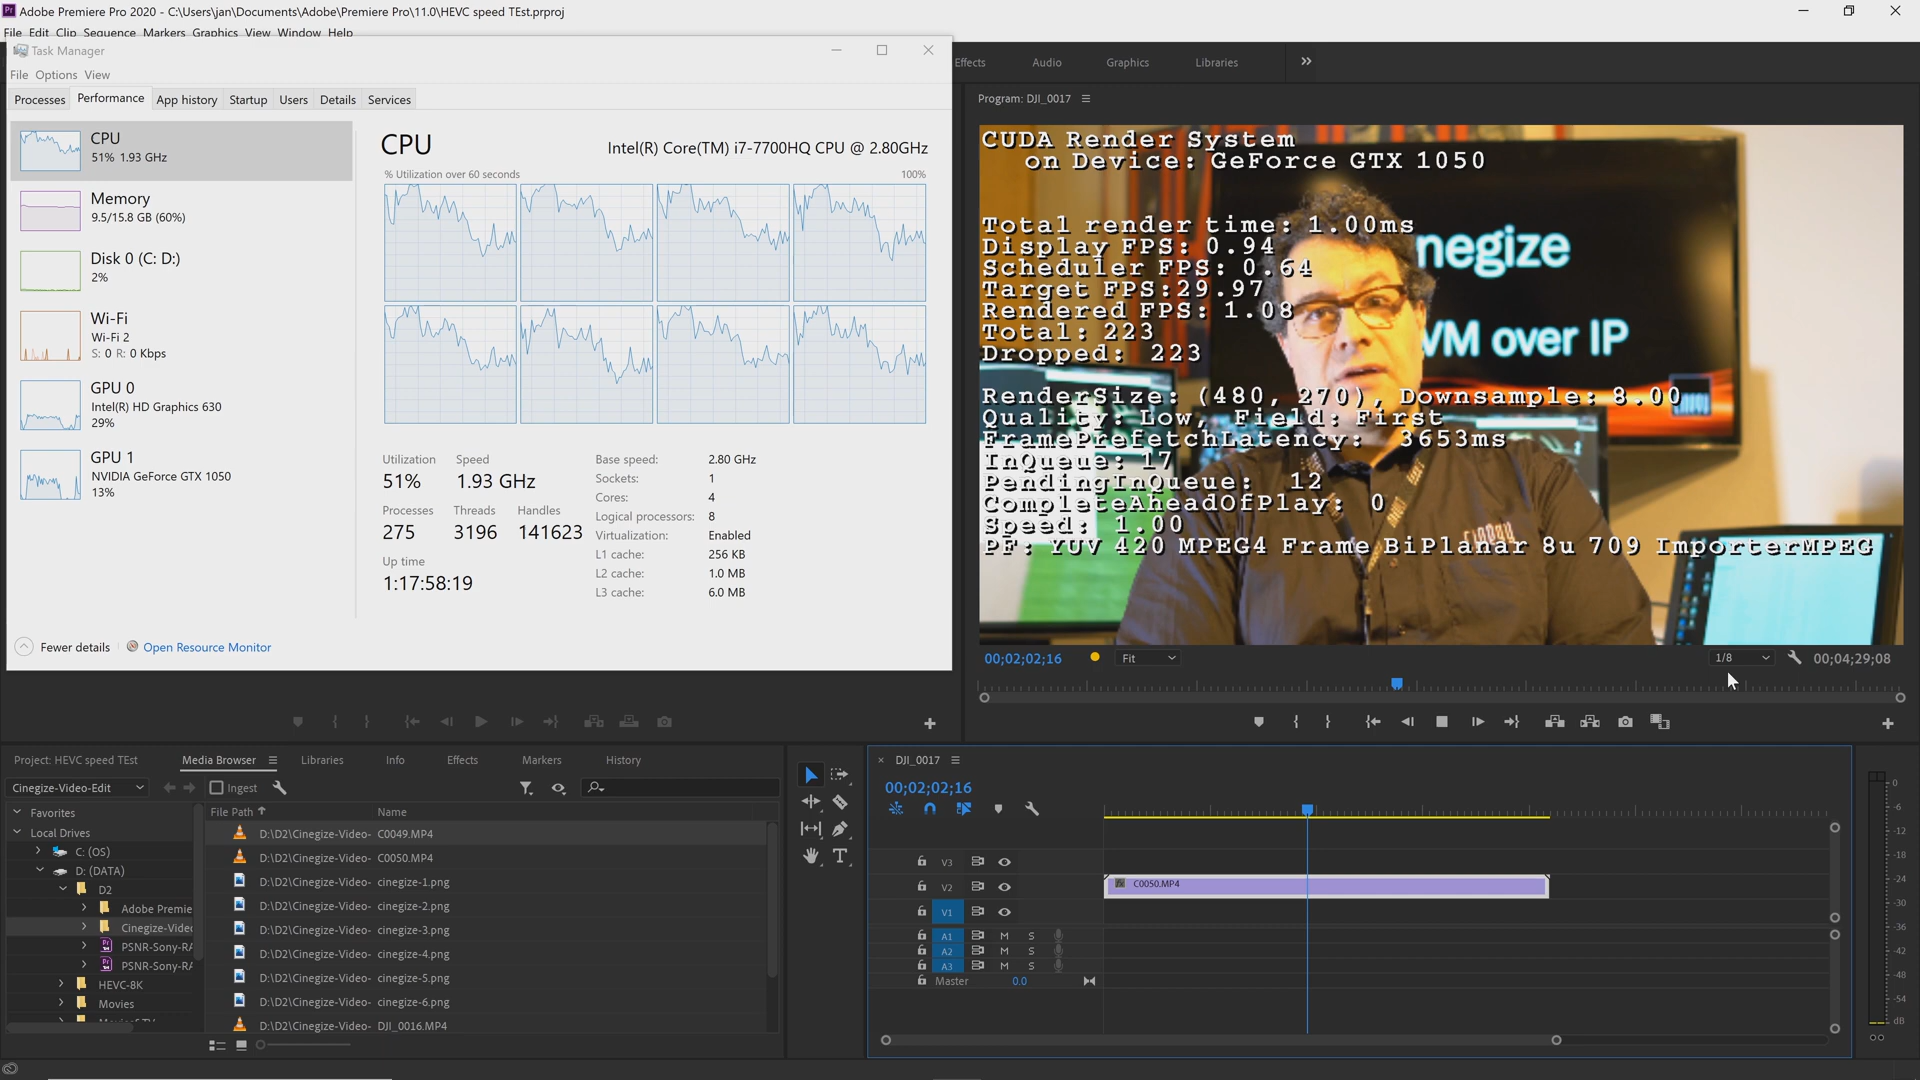 Adobe Premiere Pro 2020 - C:\Users\jan\Documents\Adobe\Premiere Pro\11.0\HEVC speed TEst.prproj
File Edit Clip Sequence Markers Graphics View Window Help
Task Manager
File Options View
Processes Performance App history Startup Users Details Services
CPU
51% 1.93 GHz
Memory
9.5/15.8 GB (60%)
Disk 0 (C: D:)
2%
Wi-Fi
Wi-Fi 2
S: 0 R: 0 Kbps
GPU 0
Intel(R) HD Graphics 630
29%
GPU 1
NVIDIA GeForce GTX 1050
13%
CPU
Intel(R) Core(TM) i7-7700HQ CPU @ 2.80GHz
% Utilization over 60 seconds 100%
Utilization Speed
51% 1.93 GHz
Processes Threads Handles
275 3196 141623
Up time
1:17:58:19
Base speed: 2.80 GHz
Sockets: 1
Cores: 4
Logical processors: 8
Virtualization: Enabled
L1 cache: 256 KB
L2 cache: 1.0 MB
L3 cache: 6.0 MB
Fewer details Open Resource Monitor
Effects Audio Graphics Libraries
Program: DJI_0017
CUDA Render System
on Device: GeForce GTX 1050
Total render time: 1.00ms
Display FPS: 0.94
Scheduler FPS: 0.64
Target FPS:29.97
Rendered FPS: 1.08
Total: 223
Dropped: 223
RenderSize: (480, 270), Downsample: 8.00
Quality: Low, Field: First
FramePrefetchLatency: 3653ms
InQueue: 17
PendingInQueue: 12
CompleteAheadOfPlay: 0
Speed: 1.00
PF: YUV 420 MPEG4 Frame BiPlanar 8u 709 ImporterMPEG
negize
VM over IP
00;02;02;16 Fit 1/8 00;04;29;08
Project: HEVC speed TEst Media Browser Libraries Info Effects Markers History
Cinegize-Video-Edit Ingest
Favorites
Local Drives
C: (OS)
D: (DATA)
D2
Adobe Premie
Cinegize-Videc
PSNR-Sony-RA
PSNR-Sony-RA
HEVC-8K
Movies
File Path Name
D:\D2\Cinegize-Video- C0049.MP4
D:\D2\Cinegize-Video- C0050.MP4
D:\D2\Cinegize-Video- cinegize-1.png
D:\D2\Cinegize-Video- cinegize-2.png
D:\D2\Cinegize-Video- cinegize-3.png
D:\D2\Cinegize-Video- cinegize-4.png
D:\D2\Cinegize-Video- cinegize-5.png
D:\D2\Cinegize-Video- cinegize-6.png
D:\D2\Cinegize-Video- DJI_0016.MP4
DJI_0017
00;02;02;16
V3
V2
C0050.MP4
V1
A1 M S
A2 M S
A3 M S
Master 0.0
0
-6
-12
-18
-24
-30
-36
-42
-48
-54
dB